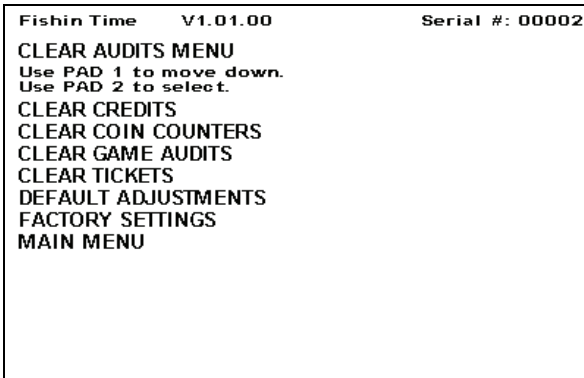 Fishin Time V1.01.00 Serial #: 00002
CLEAR AUDITS MENU
Use PAD 1 to move down.
Use PAD 2 to select.
CLEAR CREDITS
CLEAR COIN COUNTERS
CLEAR GAME AUDITS
CLEAR TICKETS
DEFAULT ADJUSTMENTS
FACTORY SETTINGS
MAIN MENU